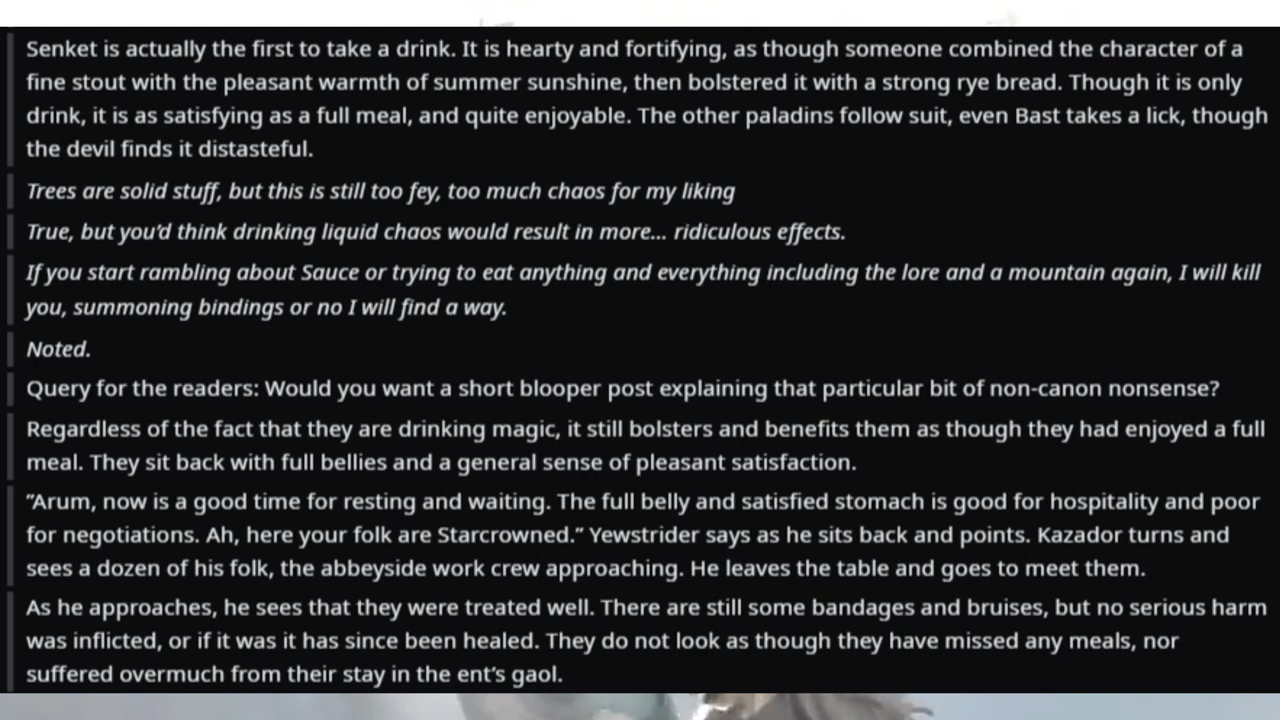 Senket is actually the first to take a drink. It is hearty and fortifying, as though someone combined the character of a
fine stout with the pleasant warmth of summer sunshine, then bolstered it with a strong rye bread. Though it is only
drink, it is as satisfying as a full meal, and quite enjoyable. The other paladins follow suit, even Bast takes a lick, though
the devil finds it distasteful.
Trees are solid stuff, but this is still too fey, too much chaos for my liking
True, but you’d think drinking liquid chaos would result in more... ridiculous effects.
If you start rambling about Sauce or trying to eat anything and everything including the lore and a mountain again, I will kill
you, summoning bindings or no I will find a way.
Noted.
Query for the readers: Would you want a short blooper post explaining that particular bit of non-canon nonsense?
Regardless of the fact that they are drinking magic, it still bolsters and benefits them as though they had enjoyed a full
meal. They sit back with full bellies and a general sense of pleasant satisfaction.
“Arum, now is a good time for resting and waiting. The full belly and satisfied stomach is good for hospitality and poor
for negotiations. Ah, here your folk are Starcrowned.” Yewstrider says as he sits back and points. Kazador turns and
sees a dozen of his folk, the abbeyside work crew approaching. He leaves the table and goes to meet them.
As he approaches, he sees that they were treated well. There are still some bandages and bruises, but no serious harm
was inflicted, or if it was it has since been healed. They do not look as though they have missed any meals, nor
suffered overmuch from their stay in the ent’s gaol.